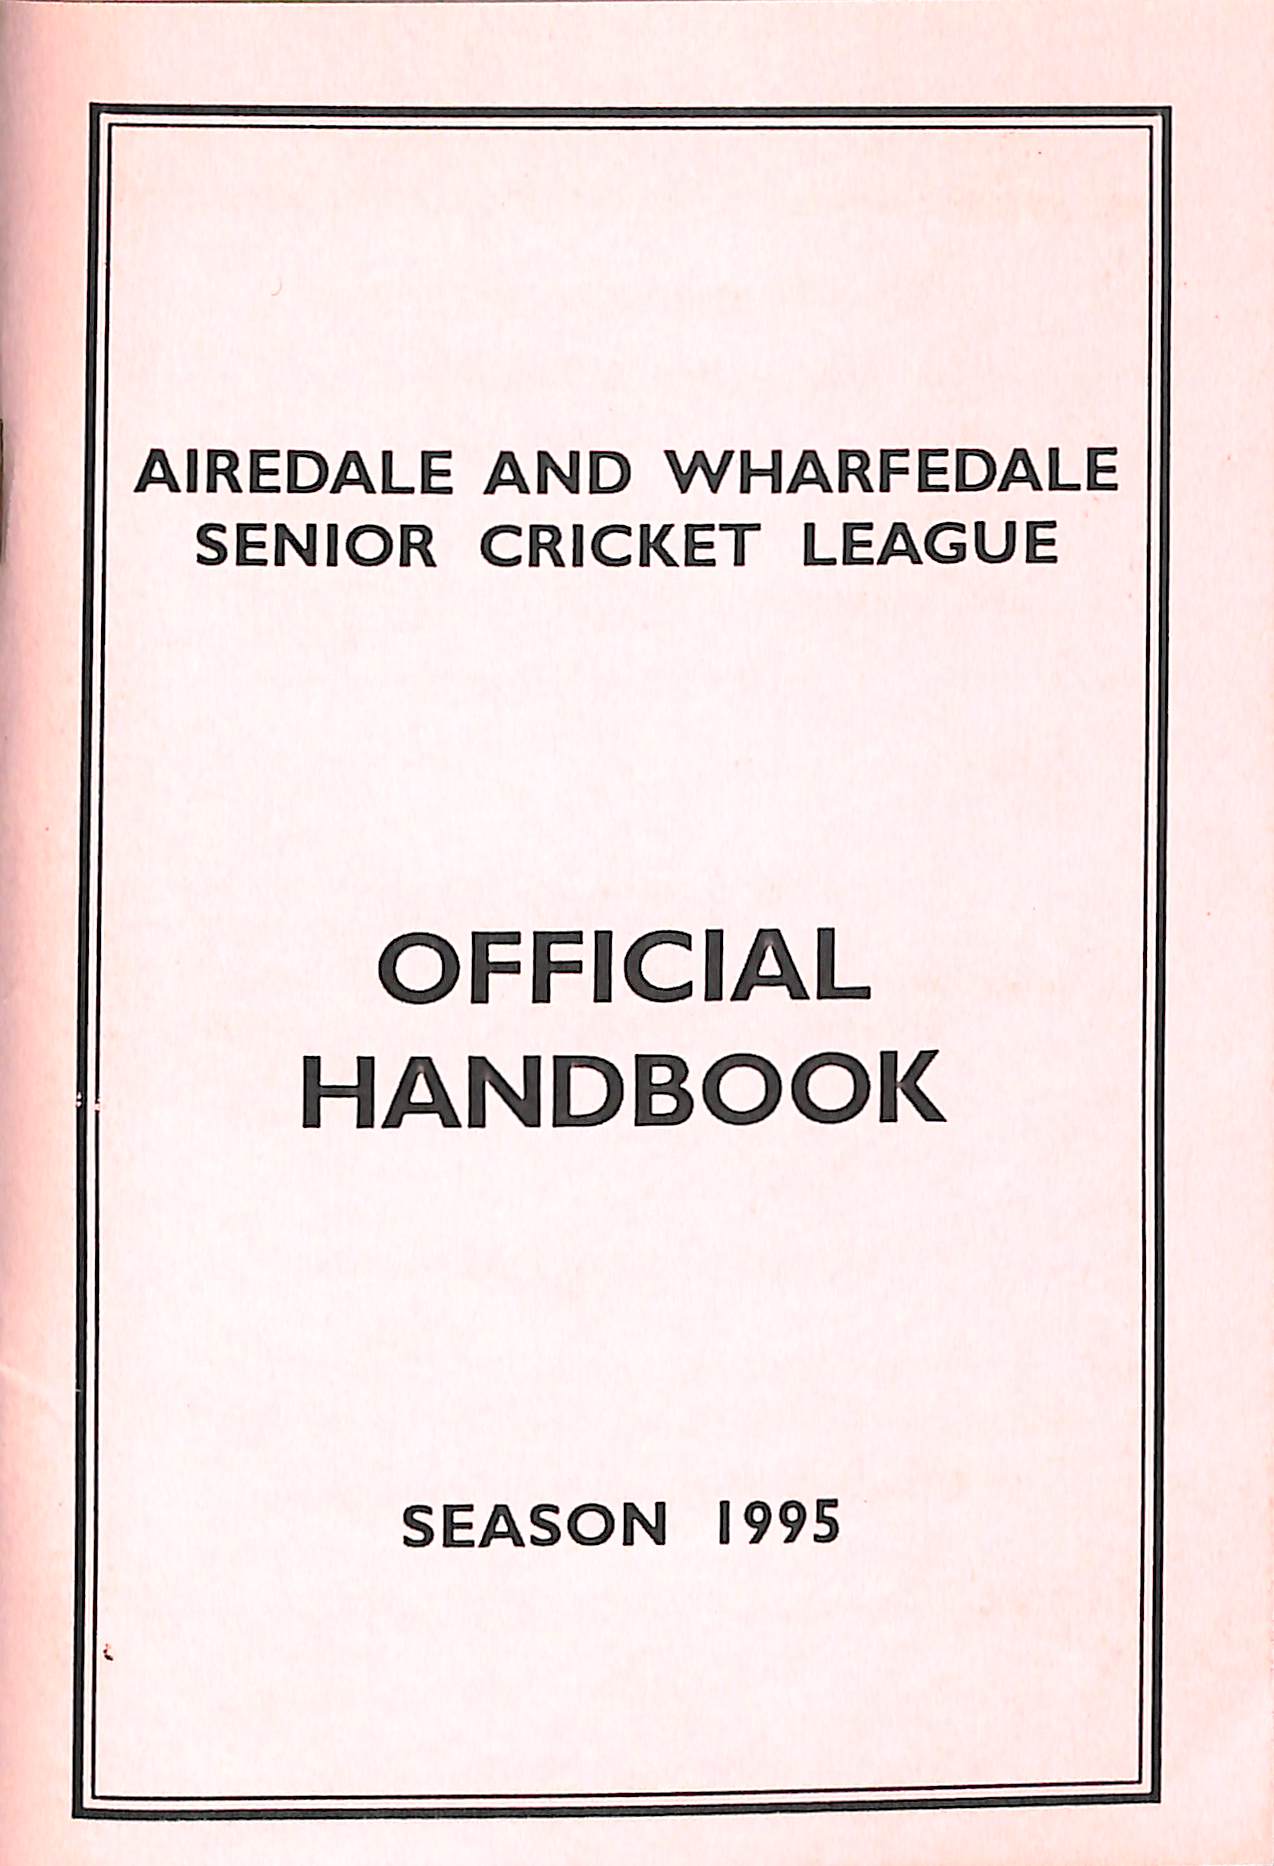 AIREDALE AND WHARFEDALE
SENIOR CRICKET LEAGUE
OFFICIAL
HANDBOOK
SEASON 1995